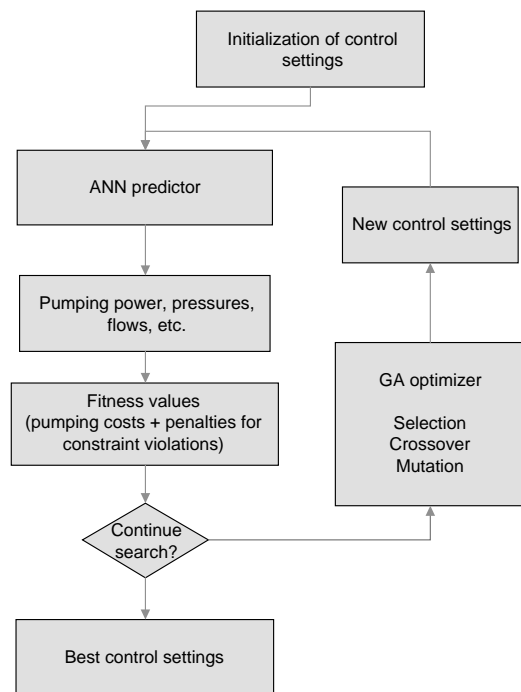 Initialization of control
settings
ANN predictor
New control settings
Pumping power, pressures,
flows, etc.
Fitness values
(pumping costs + penalties for
constraint violations)
GA optimizer
Selection
Crossover
Mutation
Continue
search?
Best control settings